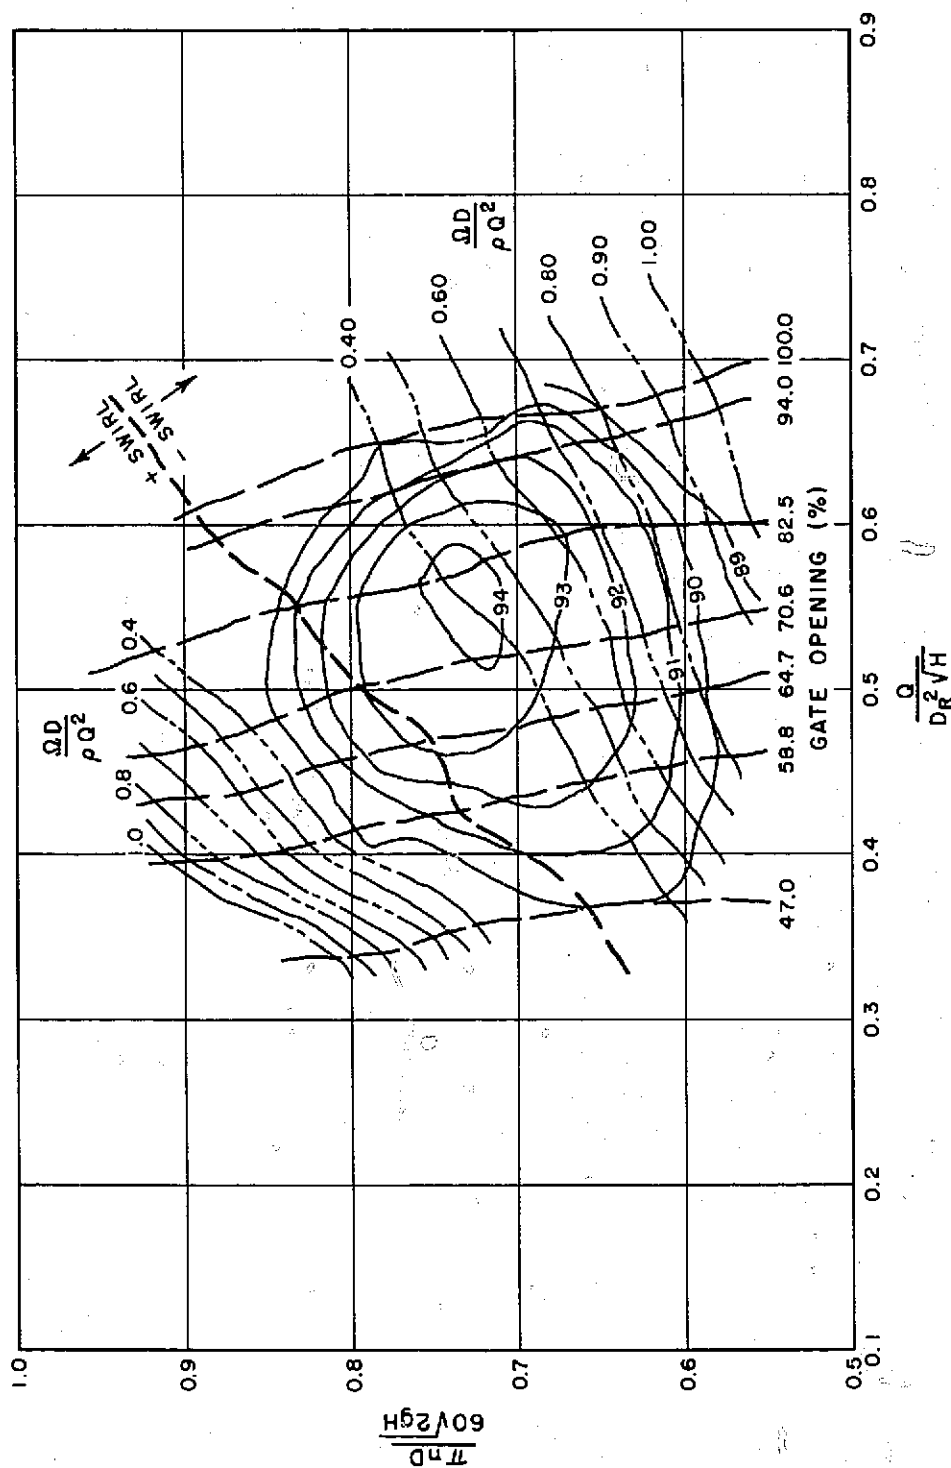 πnD
60√2gH
1.0
0.9
0.8
0.7
0.6
0.5
+ SWIRL
- SWIRL
ΩD
ρQ²
0.4
0.6
0.8
1.0
ΩD
ρQ²
0.40
0.60
0.80
0.90
1.00
94
93
92
91
90
89
47.0 58.8 64.7 70.6 82.5 94.0 100.0
GATE OPENING (%)
0.1 0.2 0.3 0.4 0.5 0.6 0.7 0.8 0.9
Q
D_R²√H